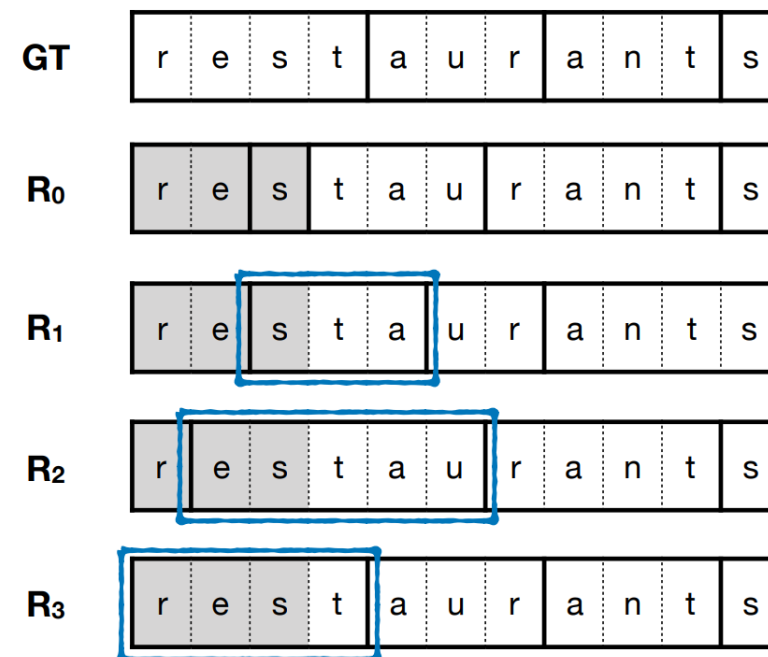 GT r e s t a u r a n t s
R0 r e s t a u r a n t s
R1 r e s t a u r a n t s
R2 r e s t a u r a n t s
R3 r e s t a u r a n t s